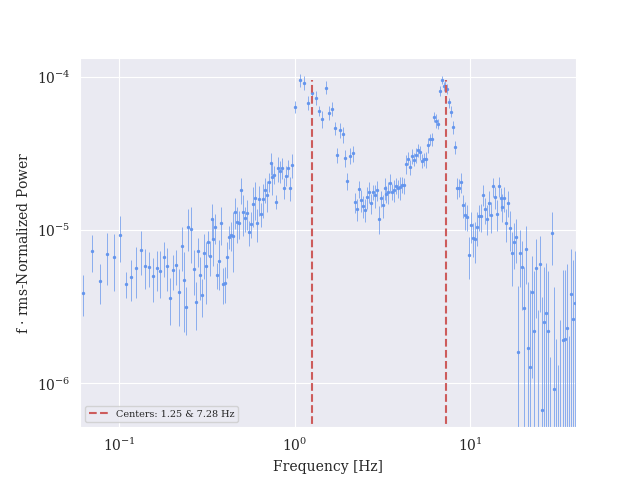 f · rms-Normalized Power
10⁻⁴
10⁻⁵
10⁻⁶
Centers: 1.25 & 7.28 Hz
10⁻¹ 10⁰ 10¹
Frequency [Hz]